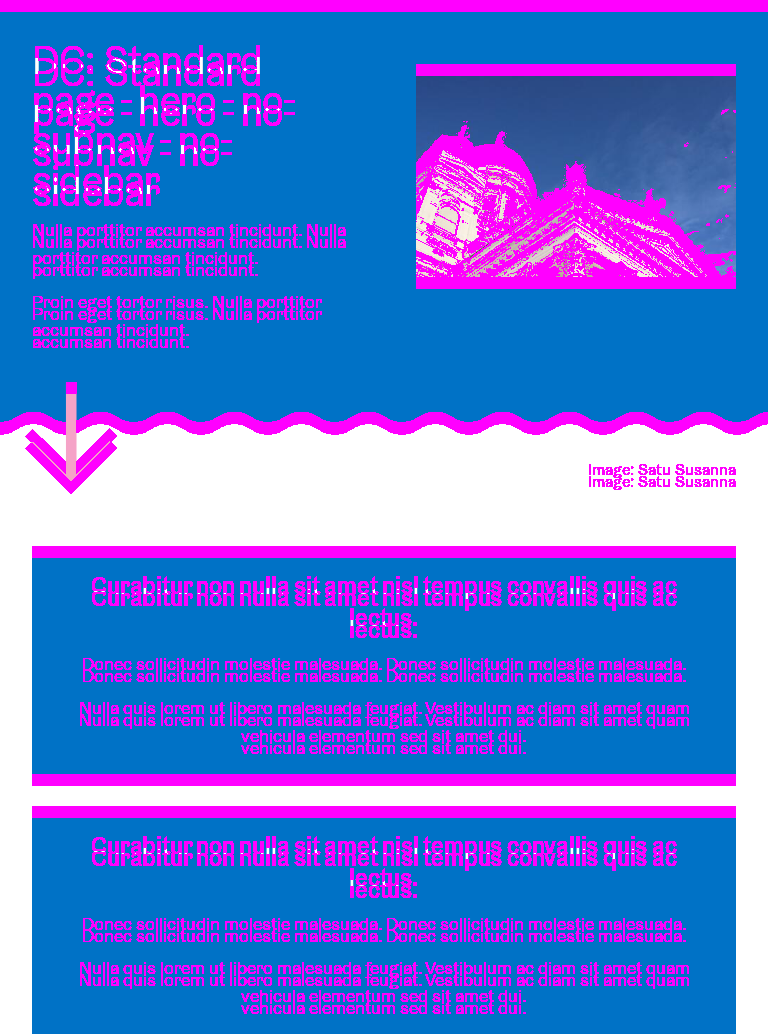 DC: Standard
page - hero - no-
subnav - no-
sidebar
Nulla porttitor accumsan tincidunt. Nulla
porttitor accumsan tincidunt.
Proin eget tortor risus. Nulla porttitor
accumsan tincidunt.
Image: Satu Susanna
Curabitur non nulla sit amet nisl tempus convallis quis ac
lectus.
Donec sollicitudin molestie malesuada. Donec sollicitudin molestie malesuada.
Nulla quis lorem ut libero malesuada feugiat. Vestibulum ac diam sit amet quam
vehicula elementum sed sit amet dui.
Curabitur non nulla sit amet nisl tempus convallis quis ac
lectus.
Donec sollicitudin molestie malesuada. Donec sollicitudin molestie malesuada.
Nulla quis lorem ut libero malesuada feugiat. Vestibulum ac diam sit amet quam
vehicula elementum sed sit amet dui.